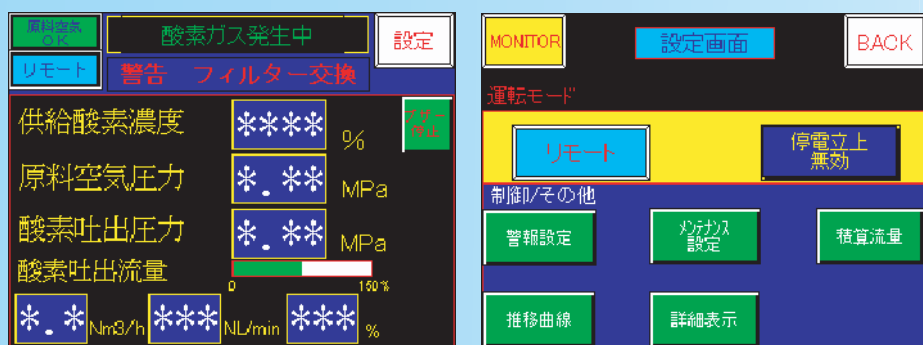 原料空気
OK
酸素ガス発生中
設定
リモート
警告 フィルター交換
供給酸素濃度
****
%
ブザー
停止
原料空気圧力
*.**
MPa
酸素吐出圧力
*.**
MPa
酸素吐出流量
0
150%
*.*
Nm3/h
***
NL/min
***
%
MONITOR
設定画面
BACK
運転モード
リモート
停電立上
無効
制御/その他
警報設定
メンテナンス
設定
積算流量
推移曲線
詳細表示